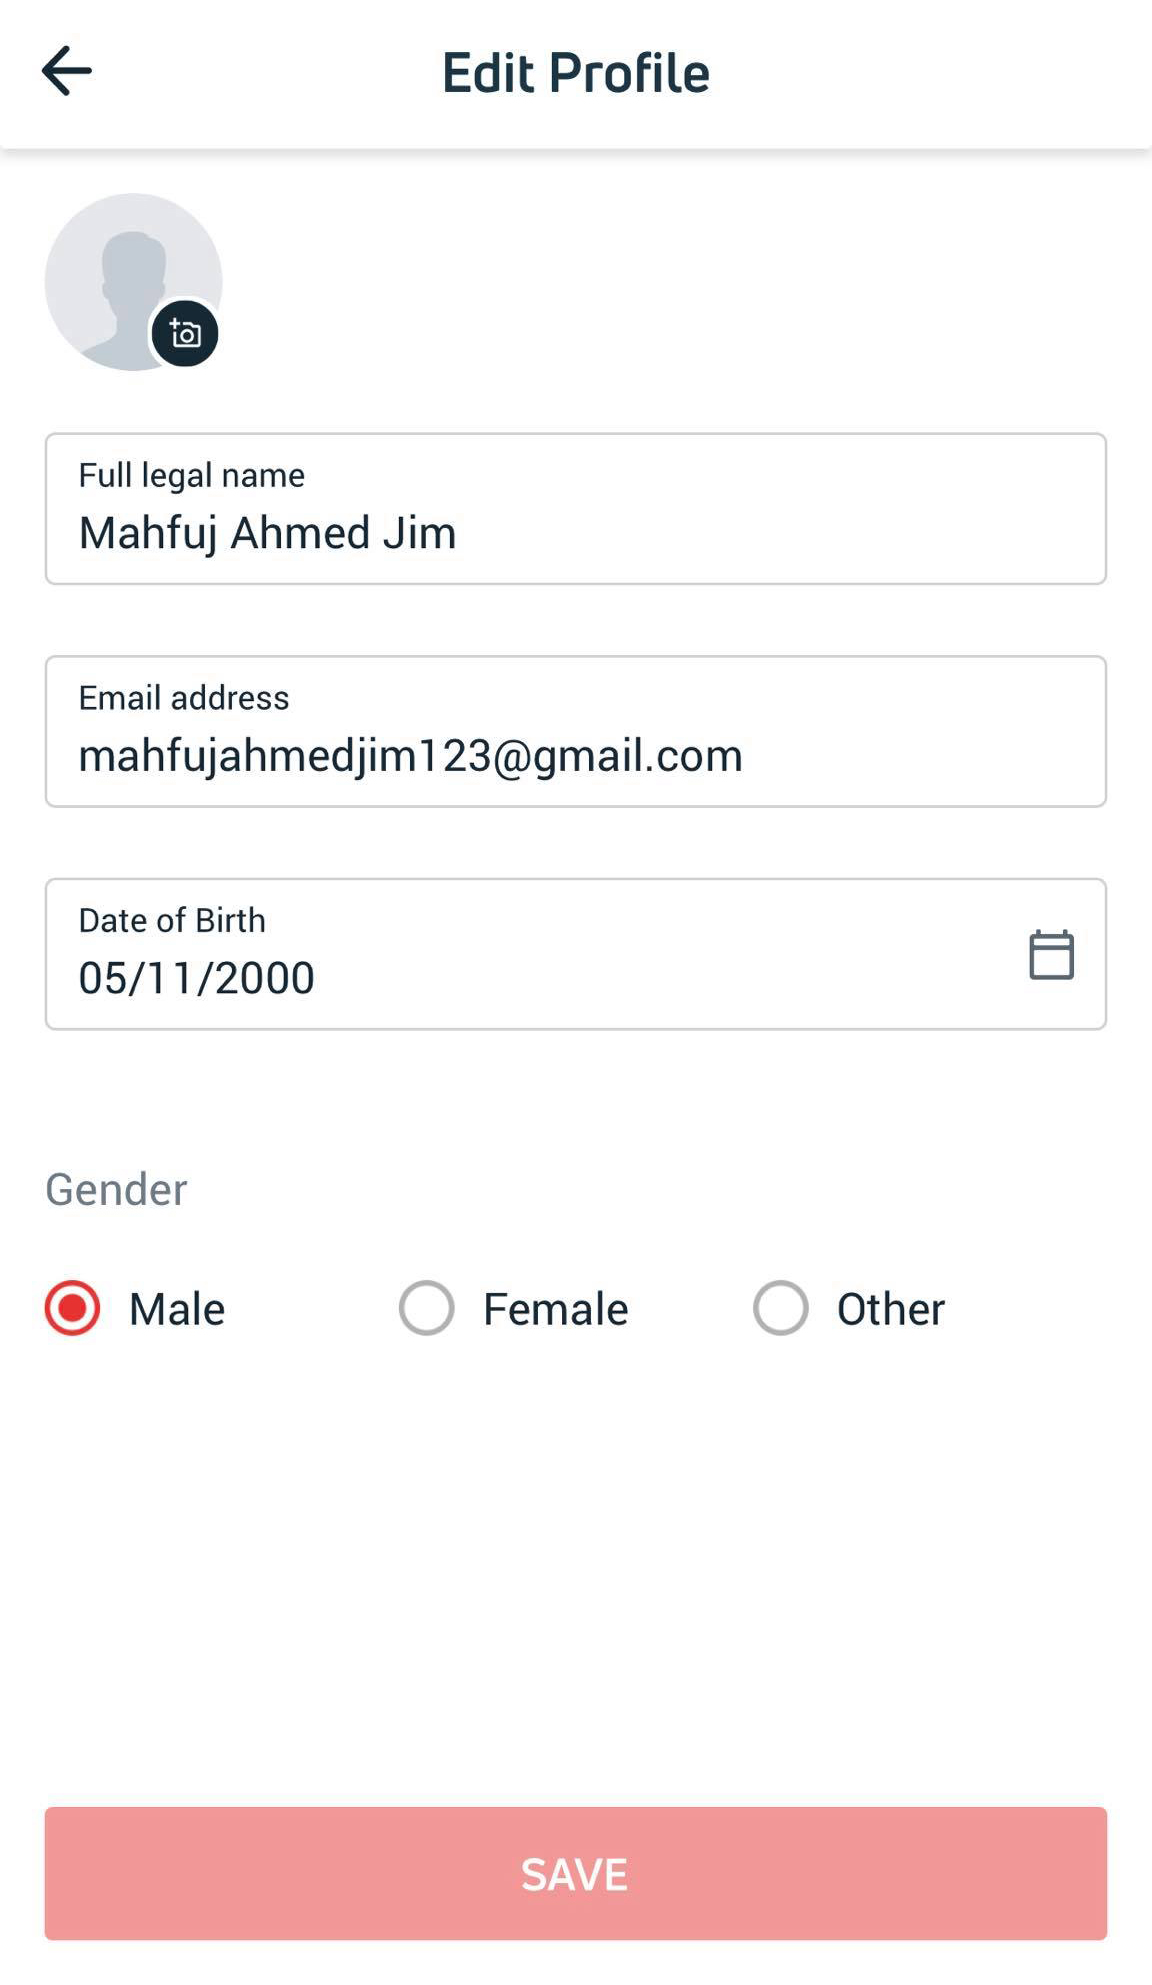 Edit Profile
Full legal name
Mahfuj Ahmed Jim
Email address
mahfujahmedjim123@gmail.com
Date of Birth
05/11/2000
Gender
Male Female Other
SAVE